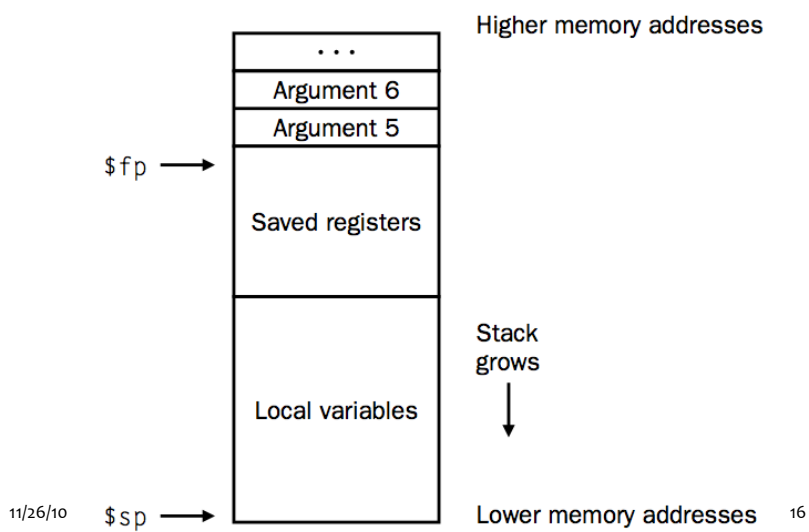 Higher memory addresses
...
Argument 6
Argument 5
$fp
Saved registers
Stack
grows
Local variables
11/26/10
$sp
Lower memory addresses
16